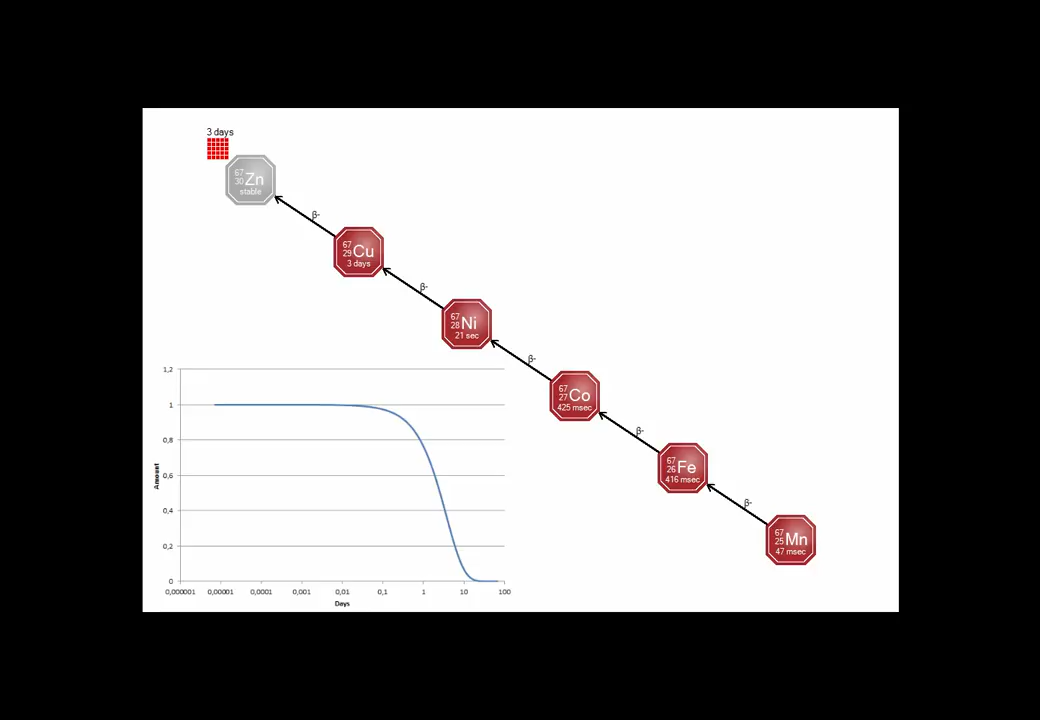 3 days
67
30 Zn
stable
β-
67
29 Cu
3 days
β-
67
28 Ni
21 sec
β-
67
27 Co
425 msec
β-
67
26 Fe
416 msec
β-
67
25 Mn
47 msec
1,2
1
0,8
0,6
0,4
0,2
0
Amount
0,000001 0,00001 0,0001 0,001 0,01 0,1 1 10 100
Days